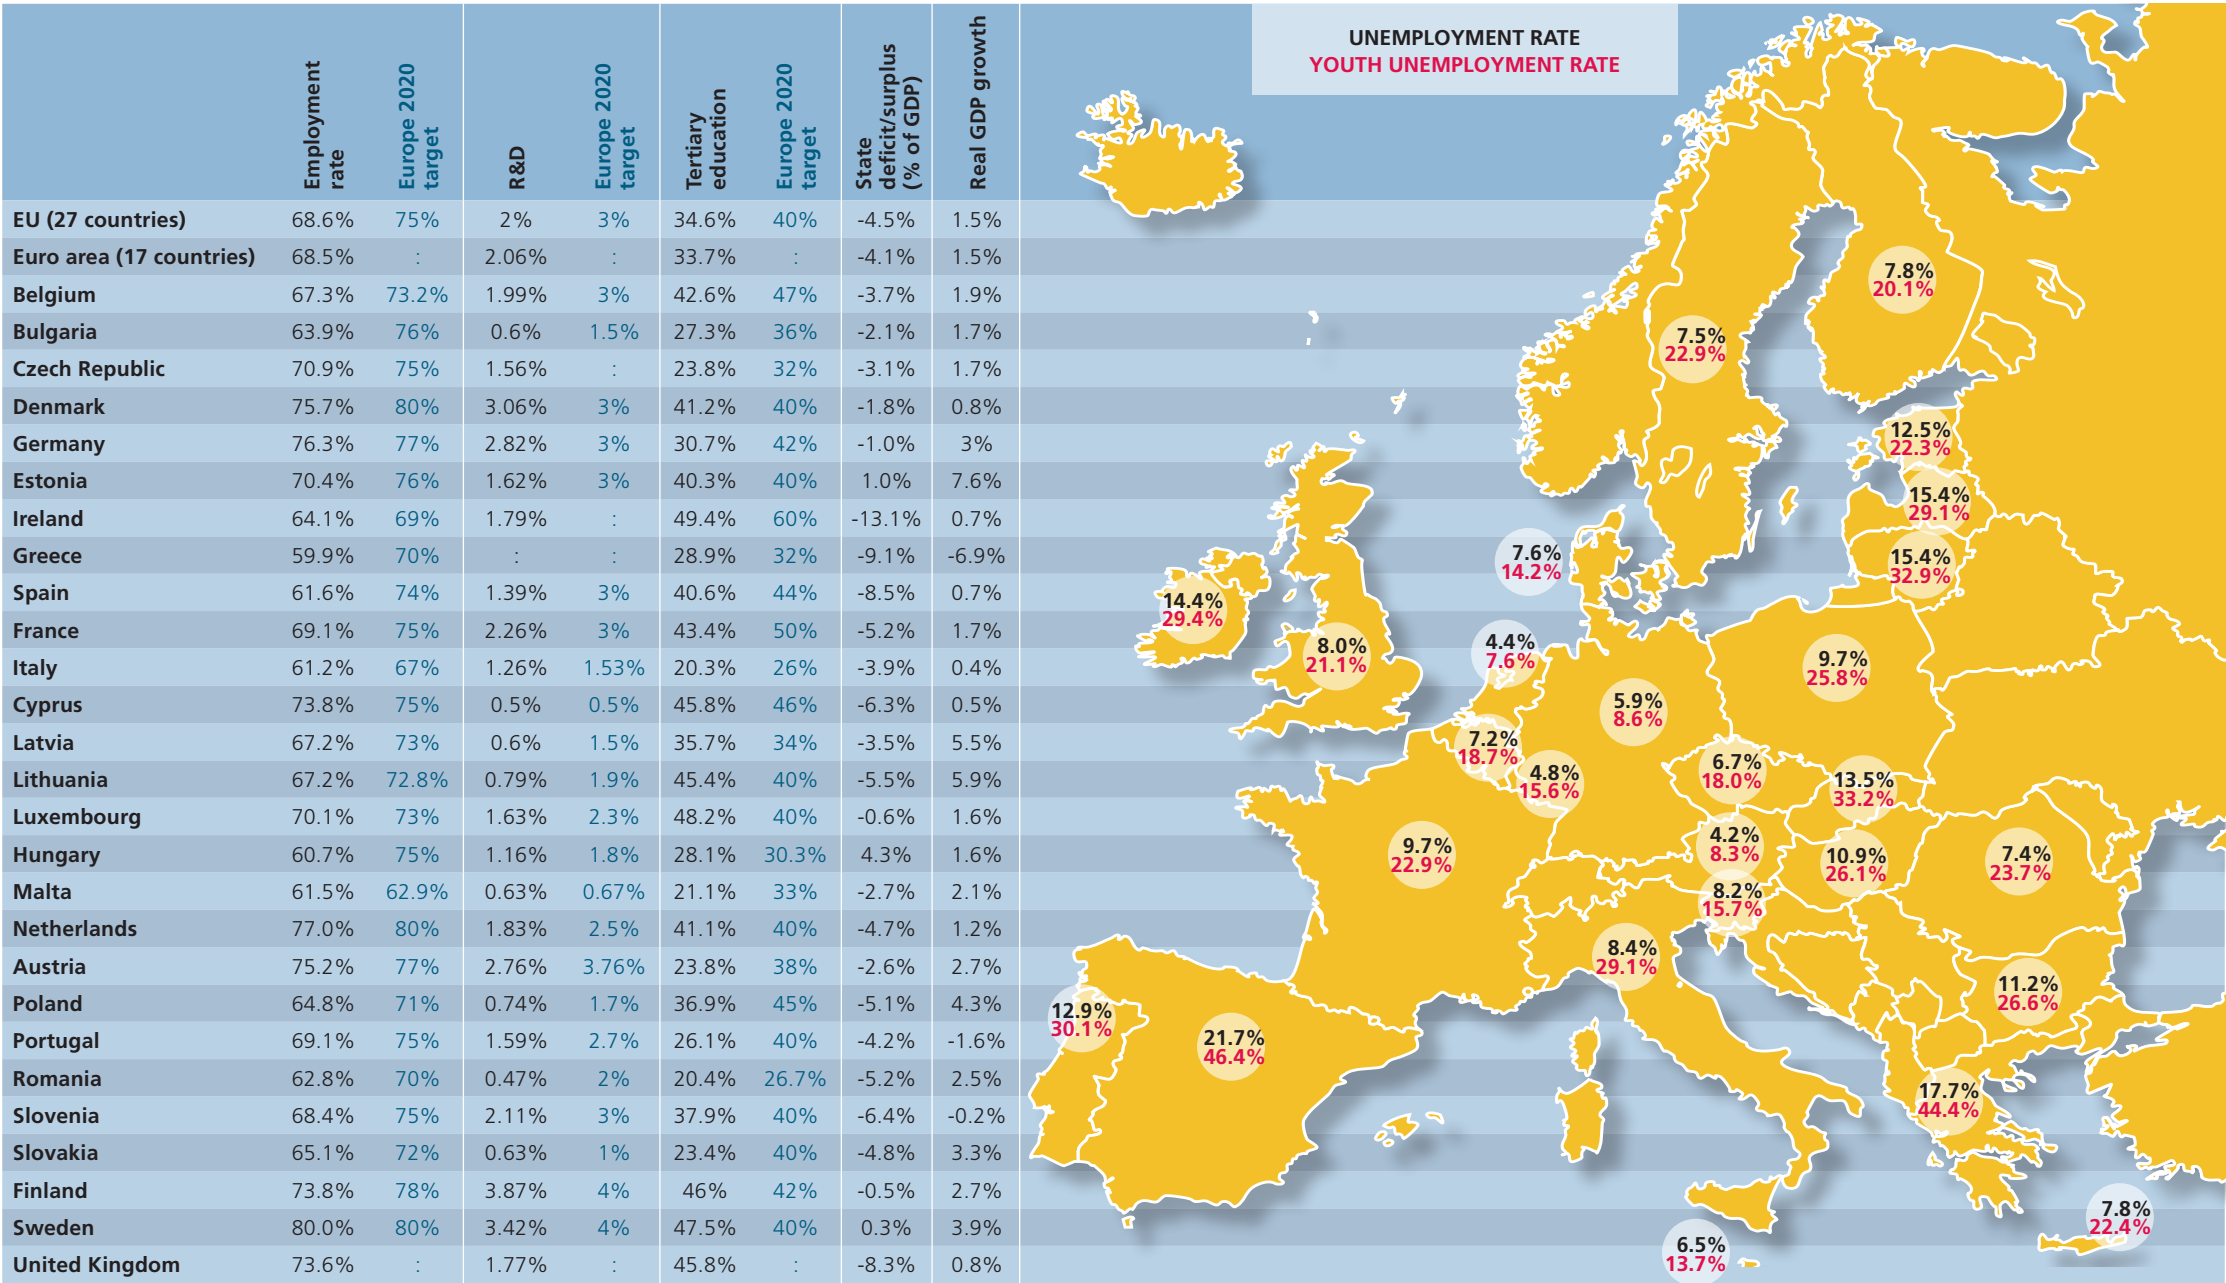 Employment rate
Europe 2020 target
R&D
Europe 2020 target
Tertiary education
Europe 2020 target
State deficit/surplus (% of GDP)
Real GDP growth
EU (27 countries) 68.6% 75% 2% 3% 34.6% 40% -4.5% 1.5%
Euro area (17 countries) 68.5% : 2.06% : 33.7% : -4.1% 1.5%
Belgium 67.3% 73.2% 1.99% 3% 42.6% 47% -3.7% 1.9%
Bulgaria 63.9% 76% 0.6% 1.5% 27.3% 36% -2.1% 1.7%
Czech Republic 70.9% 75% 1.56% : 23.8% 32% -3.1% 1.7%
Denmark 75.7% 80% 3.06% 3% 41.2% 40% -1.8% 0.8%
Germany 76.3% 77% 2.82% 3% 30.7% 42% -1.0% 3%
Estonia 70.4% 76% 1.62% 3% 40.3% 40% 1.0% 7.6%
Ireland 64.1% 69% 1.79% : 49.4% 60% -13.1% 0.7%
Greece 59.9% 70% : : 28.9% 32% -9.1% -6.9%
Spain 61.6% 74% 1.39% 3% 40.6% 44% -8.5% 0.7%
France 69.1% 75% 2.26% 3% 43.4% 50% -5.2% 1.7%
Italy 61.2% 67% 1.26% 1.53% 20.3% 26% -3.9% 0.4%
Cyprus 73.8% 75% 0.5% 0.5% 45.8% 46% -6.3% 0.5%
Latvia 67.2% 73% 0.6% 1.5% 35.7% 34% -3.5% 5.5%
Lithuania 67.2% 72.8% 0.79% 1.9% 45.4% 40% -5.5% 5.9%
Luxembourg 70.1% 73% 1.63% 2.3% 48.2% 40% -0.6% 1.6%
Hungary 60.7% 75% 1.16% 1.8% 28.1% 30.3% 4.3% 1.6%
Malta 61.5% 62.9% 0.63% 0.67% 21.1% 33% -2.7% 2.1%
Netherlands 77.0% 80% 1.83% 2.5% 41.1% 40% -4.7% 1.2%
Austria 75.2% 77% 2.76% 3.76% 23.8% 38% -2.6% 2.7%
Poland 64.8% 71% 0.74% 1.7% 36.9% 45% -5.1% 4.3%
Portugal 69.1% 75% 1.59% 2.7% 26.1% 40% -4.2% -1.6%
Romania 62.8% 70% 0.47% 2% 20.4% 26.7% -5.2% 2.5%
Slovenia 68.4% 75% 2.11% 3% 37.9% 40% -6.4% -0.2%
Slovakia 65.1% 72% 0.63% 1% 23.4% 40% -4.8% 3.3%
Finland 73.8% 78% 3.87% 4% 46% 42% -0.5% 2.7%
Sweden 80.0% 80% 3.42% 4% 47.5% 40% 0.3% 3.9%
United Kingdom 73.6% : 1.77% : 45.8% : -8.3% 0.8%
UNEMPLOYMENT RATE
YOUTH UNEMPLOYMENT RATE
7.8%
20.1%
7.5%
22.9%
12.5%
22.3%
15.4%
29.1%
15.4%
32.9%
7.6%
14.2%
14.4%
29.4%
8.0%
21.1%
4.4%
7.6%
9.7%
25.8%
5.9%
8.6%
7.2%
18.7%
4.8%
15.6%
6.7%
18.0%
13.5%
33.2%
9.7%
22.9%
4.2%
8.3%
10.9%
26.1%
7.4%
23.7%
8.2%
15.7%
8.4%
29.1%
11.2%
26.6%
12.9%
30.1%
21.7%
46.4%
17.7%
44.4%
7.8%
22.4%
6.5%
13.7%